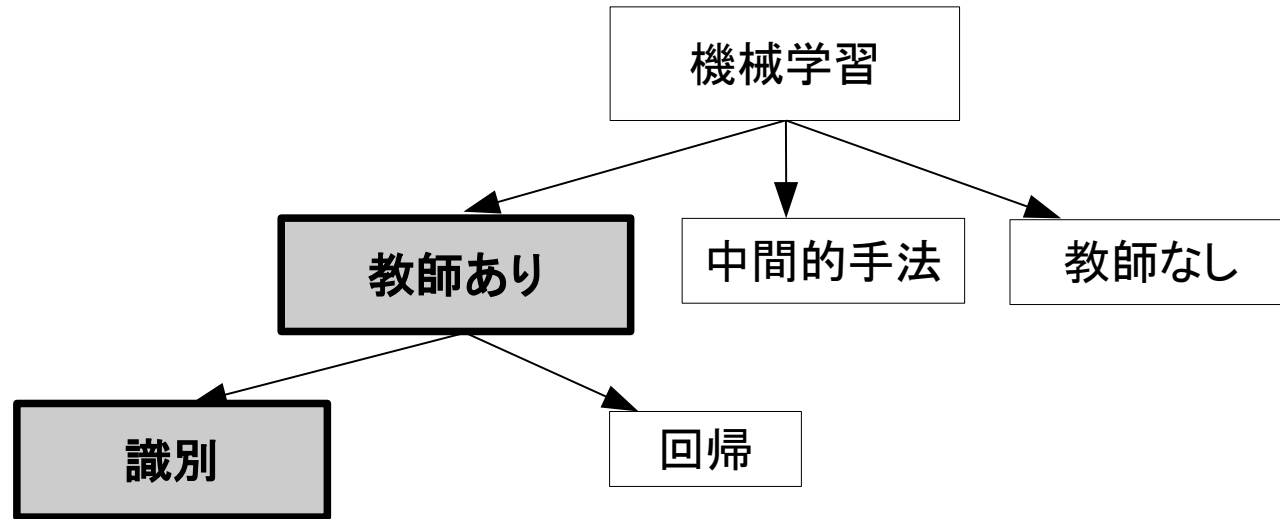 機械学習
教師あり
中間的手法
教師なし
識別
回帰